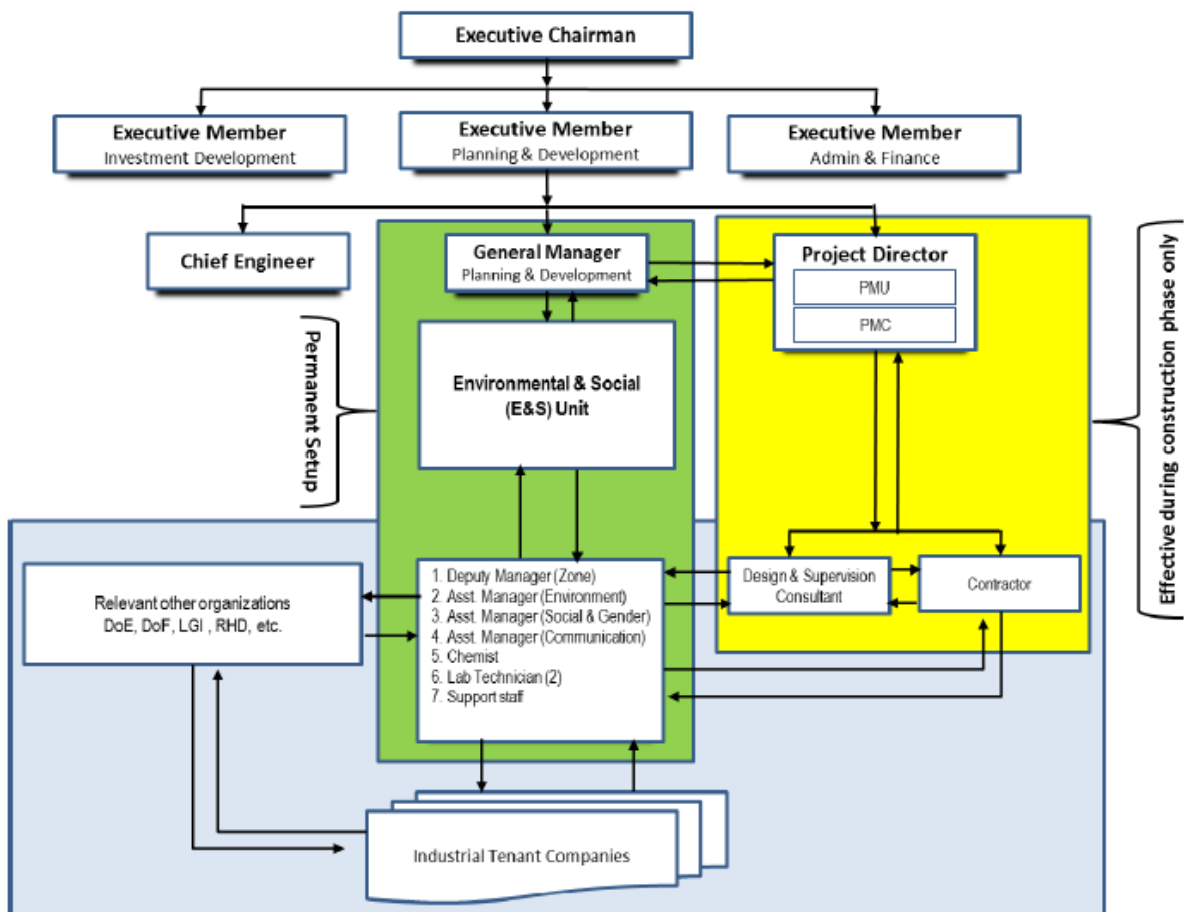 Executive Chairman
Executive Member
Investment Development
Executive Member
Planning & Development
Executive Member
Admin & Finance
Chief Engineer
General Manager
Planning & Development
Project Director
PMU
PMC
Permanent Setup
Environmental & Social
(E&S) Unit
Effective during construction phase only
Relevant other organizations
DoE, DoF, LGI , RHD, etc.
1. Deputy Manager (Zone)
2. Asst. Manager (Environment)
3. Asst. Manager (Social & Gender)
4. Asst. Manager (Communication)
5. Chemist
6. Lab Technician (2)
7. Support staff
Design & Supervision
Consultant
Contractor
Industrial Tenant Companies